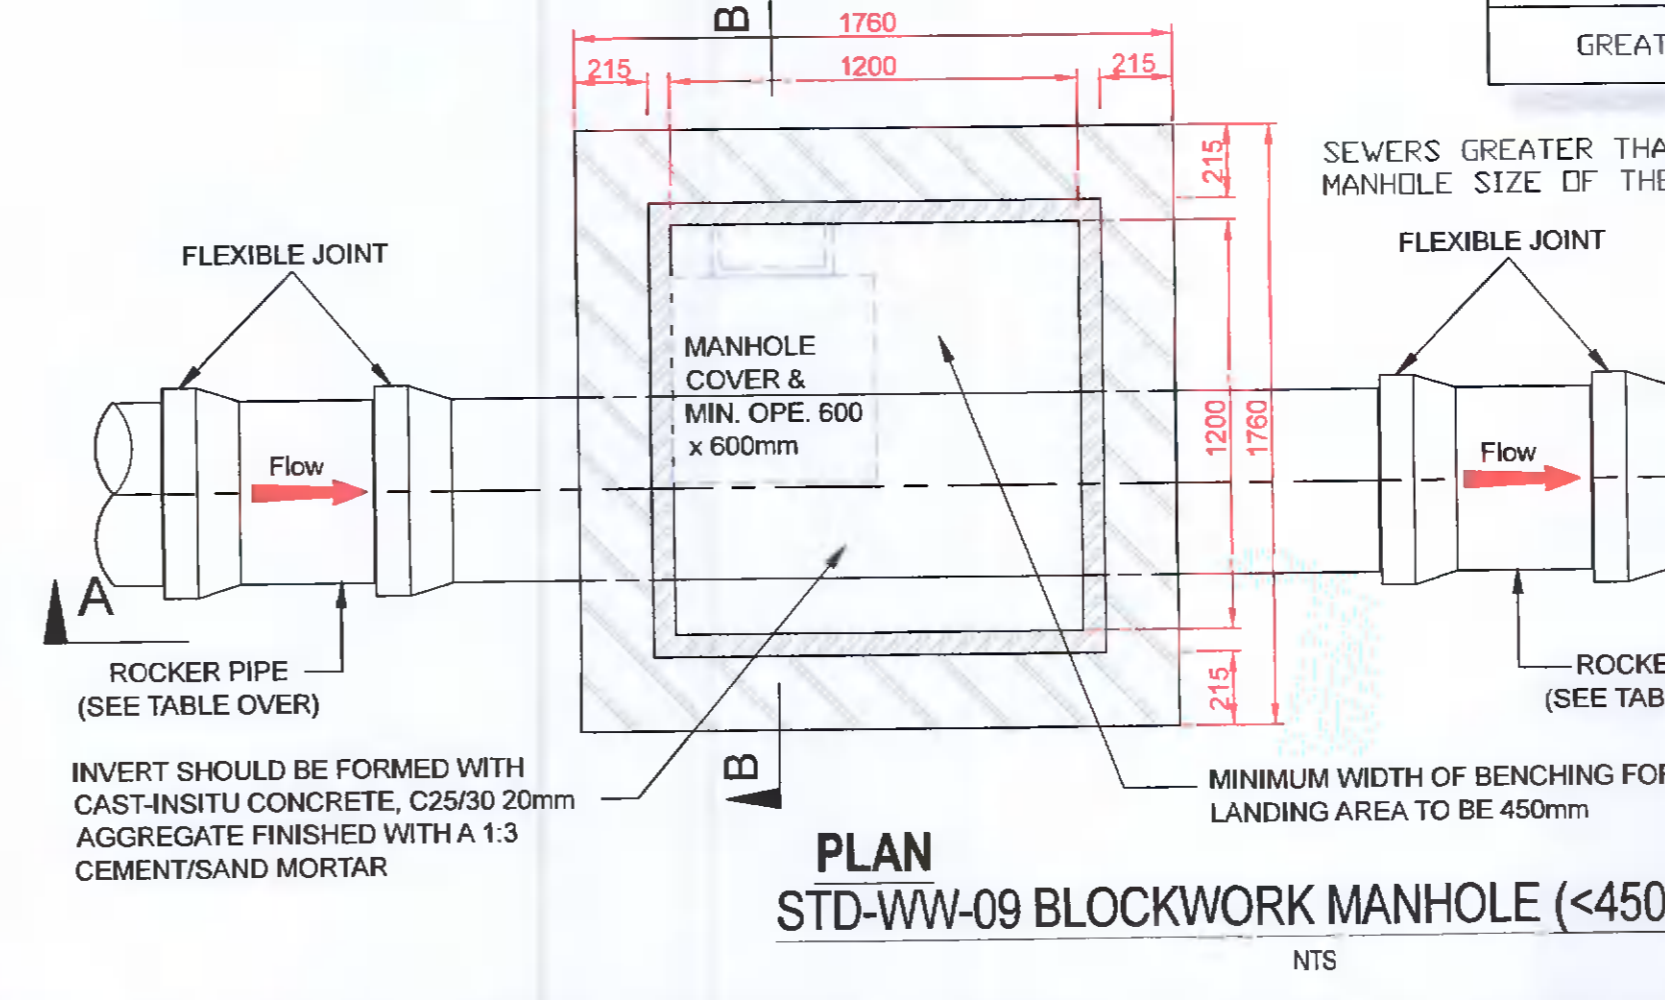 B
1760
215
1200
215
GREAT
215
SEWERS GREATER THA
MANHOLE SIZE OF THE
FLEXIBLE JOINT
FLEXIBLE JOINT
MANHOLE
COVER &
MIN. OPE. 600
x 600mm
1200
1760
Flow
Flow
A
ROCKER PIPE
(SEE TABLE OVER)
215
ROCKE
(SEE TAB
B
INVERT SHOULD BE FORMED WITH
CAST-INSITU CONCRETE, C25/30 20mm
AGGREGATE FINISHED WITH A 1:3
CEMENT/SAND MORTAR
MINIMUM WIDTH OF BENCHING FOR
LANDING AREA TO BE 450mm
PLAN
STD-WW-09 BLOCKWORK MANHOLE (<450
NTS